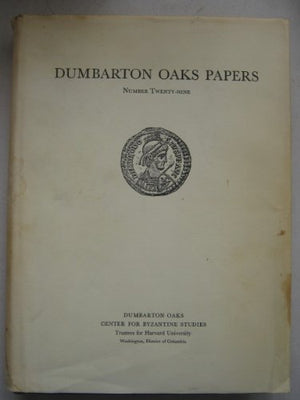 DUMBARTON OAKS PAPERS
NUMBER TWENTY-NINE
DUMBARTON OAKS
CENTER FOR BYZANTINE STUDIES
Trustees for Harvard University
Washington, District of Columbia